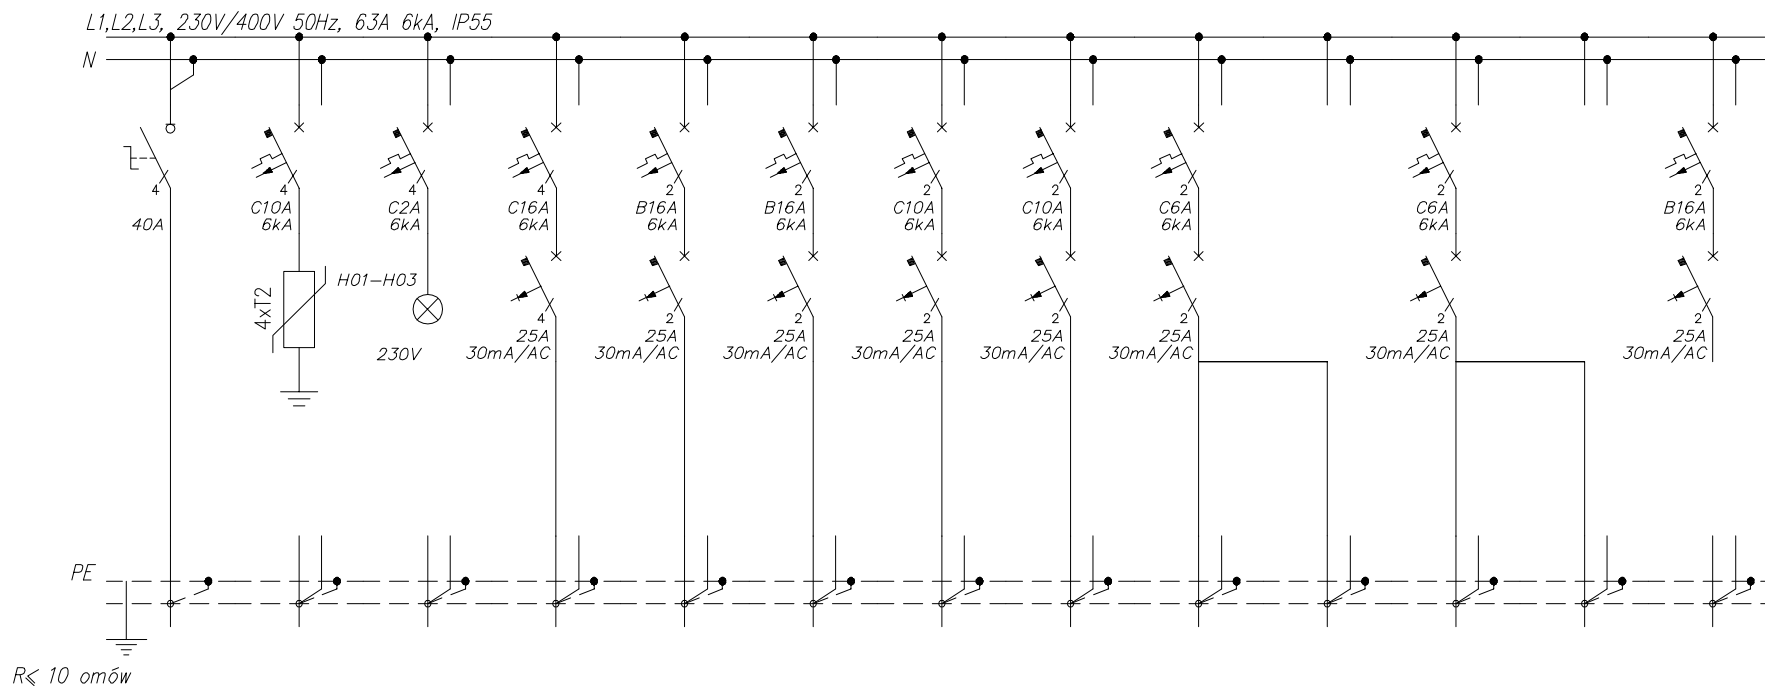 L1,L2,L3, 230V/400V 50Hz, 63A 6kA, IP55
N
4
4
4
4
2
2
2
2
2
2
2
40A
C10A
6kA
C2A
6kA
C16A
6kA
B16A
6kA
B16A
6kA
C10A
6kA
C10A
6kA
C6A
6kA
C6A
6kA
B16A
6kA
4xT2
H01-H03
230V
4
2
2
2
2
2
2
2
25A
30mA/AC
25A
30mA/AC
25A
30mA/AC
25A
30mA/AC
25A
30mA/AC
25A
30mA/AC
25A
30mA/AC
25A
30mA/AC
PE
R≤ 10 omów